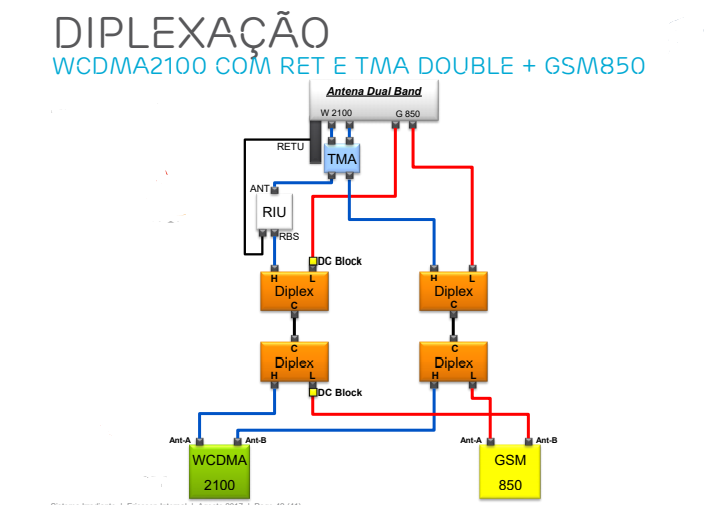 DIPLEXAÇÃO
WCDMA2100 COM RET E TMA DOUBLE + GSM850
Antena Dual Band
W 2100 G 850
RETU
TMA
ANT
RIU
RBS
DC Block
H L H L
Diplex Diplex
C C
C C
Diplex Diplex
H L H L
DC Block
Ant-A Ant-B Ant-A Ant-B
WCDMA GSM
2100 850